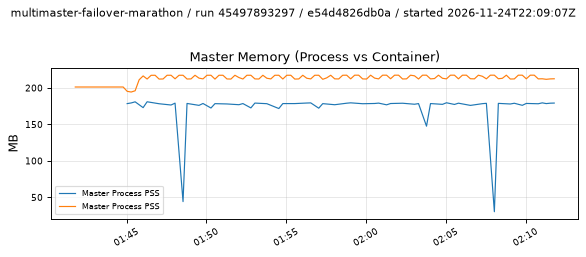 multimaster-failover-marathon / run 45497893297 / e54d4826db0a / started 2026-11-24T22:09:07Z
Master Memory (Process vs Container)
MB
200
150
100
50
Master Process PSS
Master Process PSS
01:45
01:50
01:55
02:00
02:05
02:10